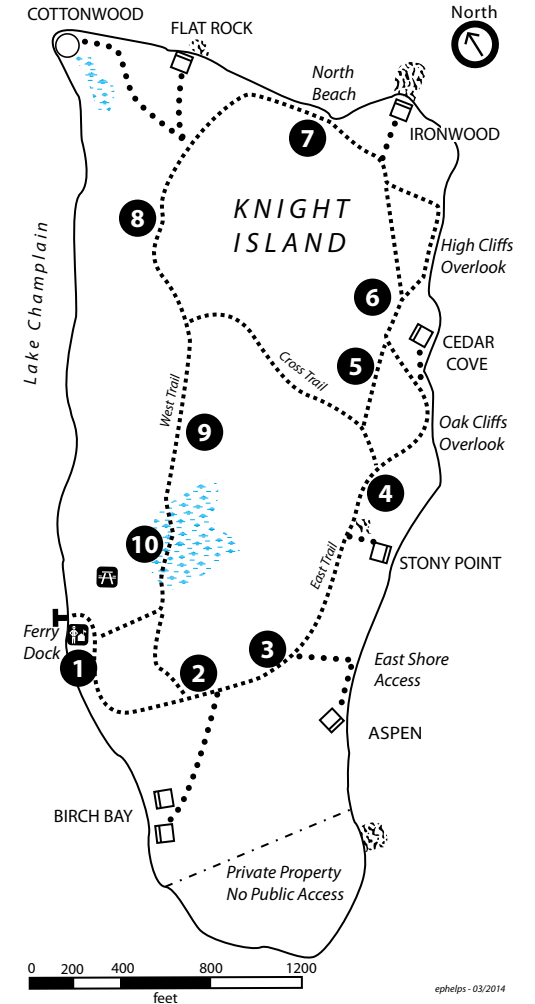 COTTONWOOD
FLAT ROCK
North
North
Beach
IRONWOOD
7
KNIGHT
ISLAND
8
High Cliffs
Overlook
Lake Champlain
6
CEDAR
COVE
5
Cross Trail
West Trail
Oak Cliffs
Overlook
9
4
10
East Trail
STONY POINT
Ferry
Dock
1
2
3
East Shore
Access
ASPEN
BIRCH BAY
Private Property
No Public Access
0 200 400 800 1200
feet
ephelps - 03/2014